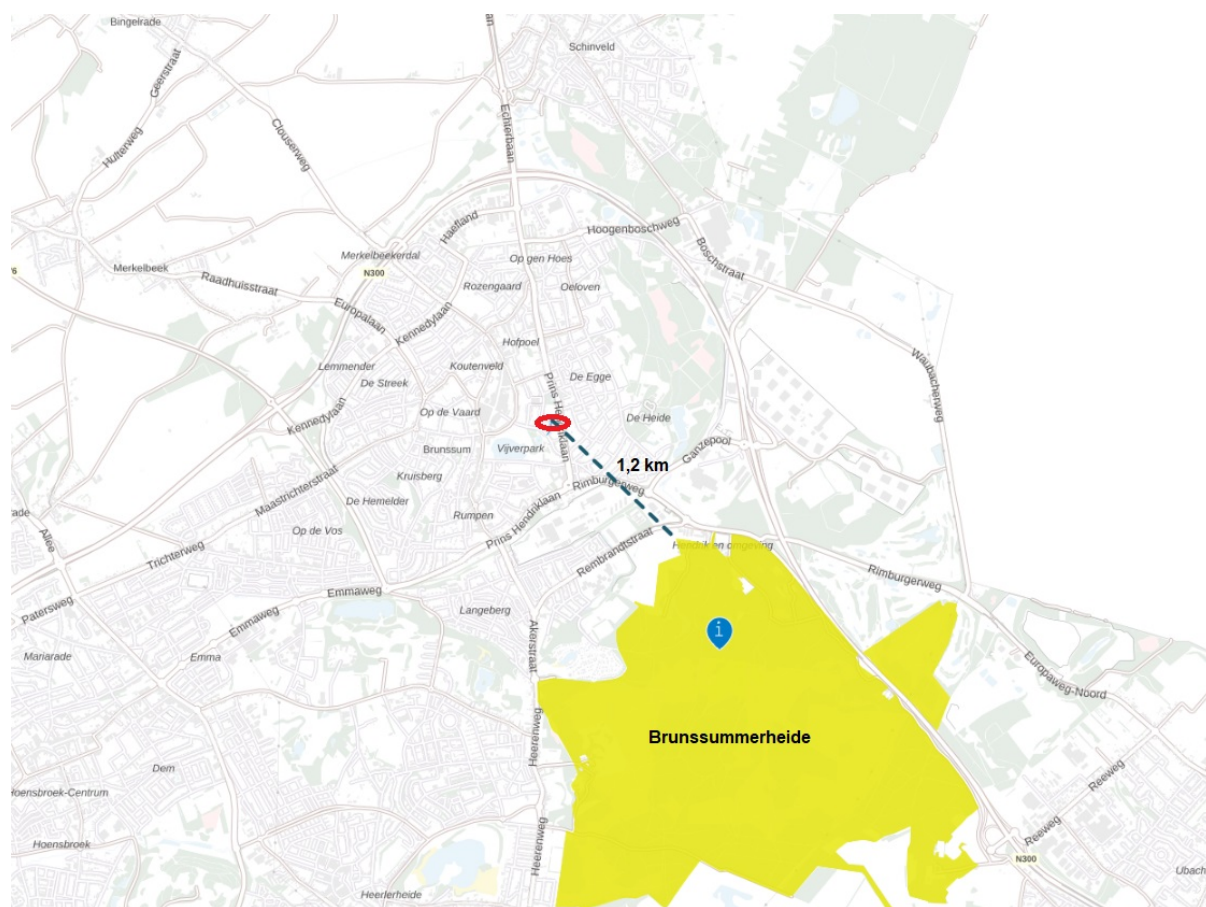 Bingelrade
Schinveld
Geerstraat
Hulterweg
Clouserweg
Echterbaan
Haefland
Hoogenboschweg
Boschstraat
Merkelbeekerdal
N300
Op gen Hoes
Merkelbeek
Raadhuisstraat
Rozengaard
Oeloven
Europalaan
Kennedylaan
Hofpoel
Waubacherweg
Lemmender
Koutenveld
De Streek
De Egge
Prins Hendriklaan
Kennedylaan
Op de Vaard
De Heide
Brunssum
Vijverpark
Ganzepool
1,2 km
Kruisberg
Maastrichterstraat
Rimburgerweg
De Hemelder
Prins Hendriklaan
Rumpen
Op de Vos
Allee
Trichterweg
Rembrandtstraat
Hendrik en omgeving
Rimburgerweg
Patersweg
Emmaweg
Emmaweg
Langeberg
Akerstraat
Mariarade
Emma
Europaweg-Noord
Heerenweg
Brunssummerheide
Dem
Reeweg
Hoensbroek-Centrum
Heerenweg
Reeweg
Hoensbroek
N300
Ubach
Heerlerheide